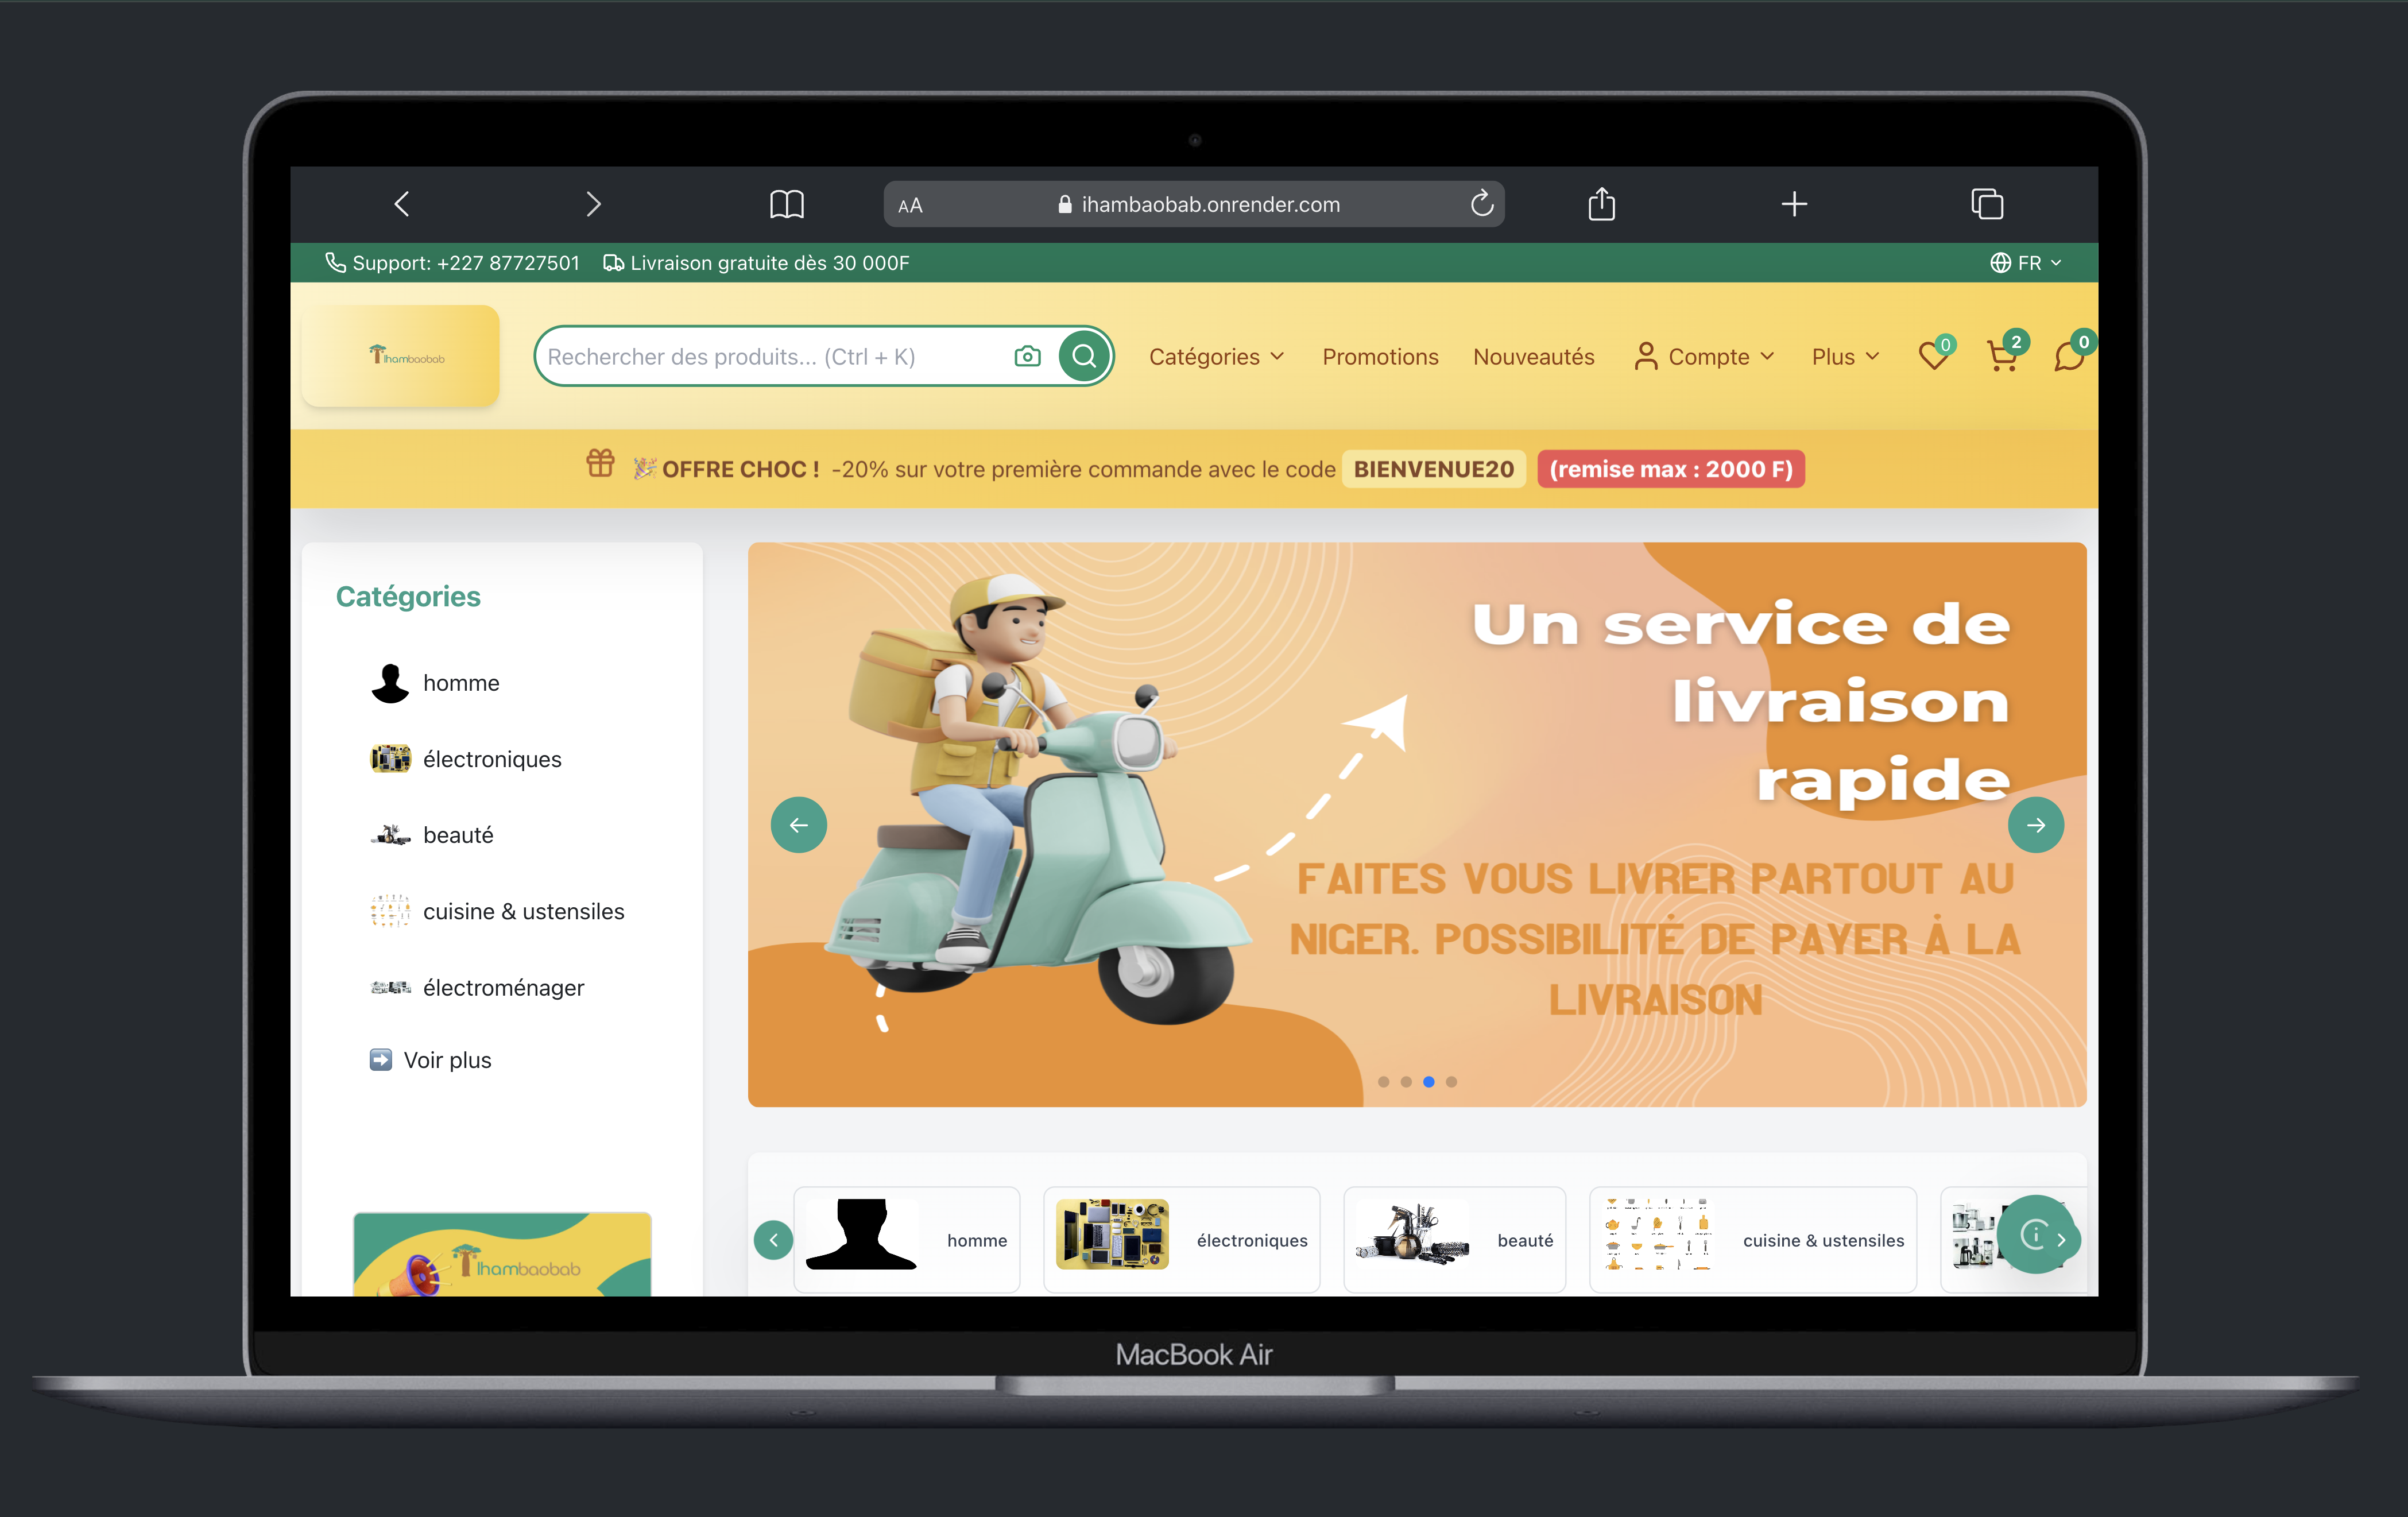 AA
ihambaobab.onrender.com
Support: +227 87727501
Livraison gratuite dès 30 000F
FR
Ihambaobab
Rechercher des produits... (Ctrl + K)
Catégories
Promotions
Nouveautés
Compte
Plus
0
2
0
🎉 OFFRE CHOC ! -20% sur votre première commande avec le code BIENVENUE20 (remise max : 2000 F)
Catégories
homme
électroniques
beauté
cuisine & ustensiles
électroménager
➡️ Voir plus
Ihambaobab
Un service de
livraison
rapide
FAITES VOUS LIVRER PARTOUT AU
NIGER. POSSIBILITÉ DE PAYER À LA
LIVRAISON
homme
électroniques
beauté
cuisine & ustensiles
MacBook Air